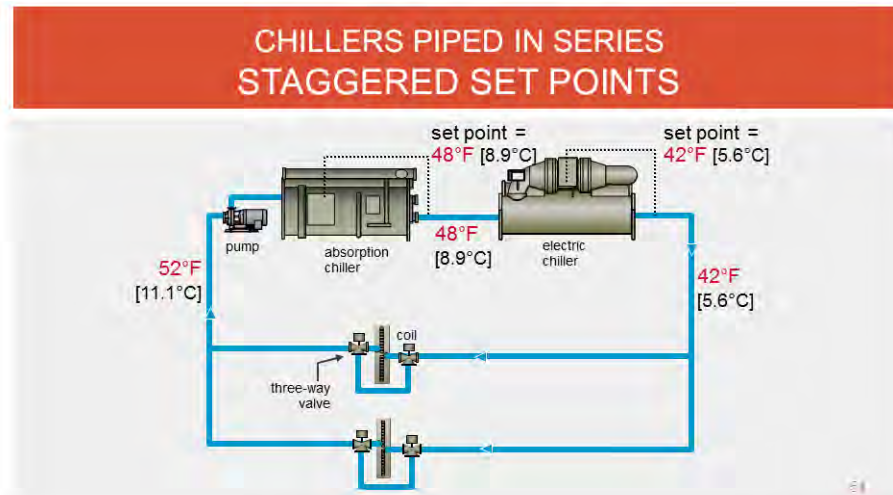 CHILLERS PIPED IN SERIES
STAGGERED SET POINTS
set point =
48°F [8.9°C]
set point =
42°F [5.6°C]
pump
absorption
chiller
48°F
[8.9°C]
electric
chiller
52°F
[11.1°C]
42°F
[5.6°C]
coil
three-way
valve